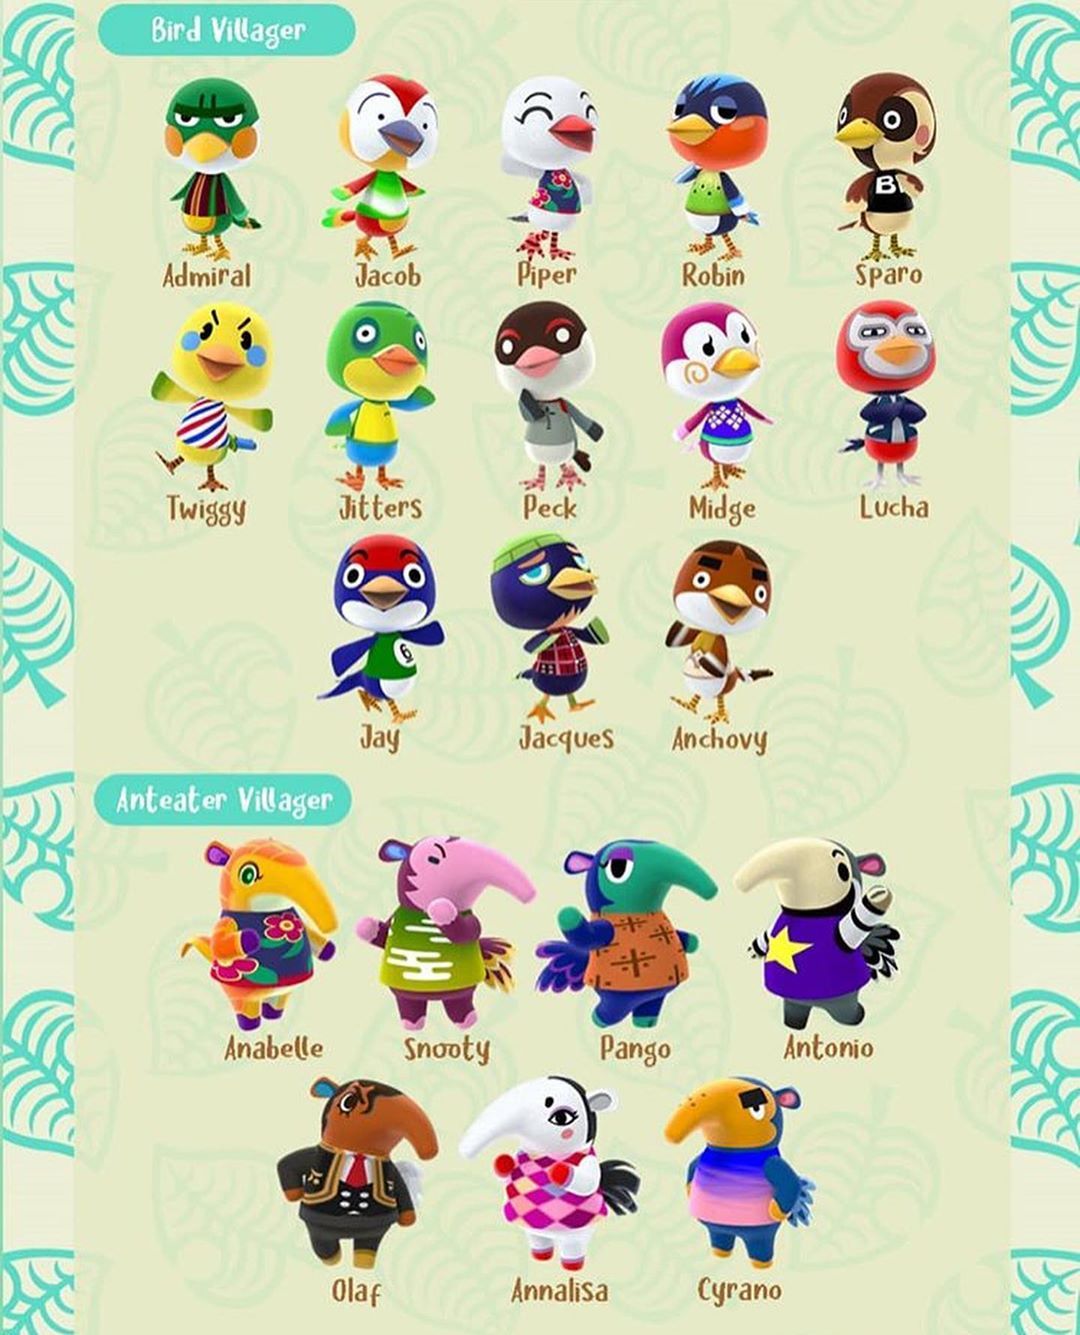 Bird Villager
Admiral Jacob Piper Robin Sparo
B
Twiggy Jitters Peck Midge Lucha
6
Jay Jacques Anchovy
Anteater Villager
Anabelle Snooty Pango Antonio
Olaf Annalisa Cyrano